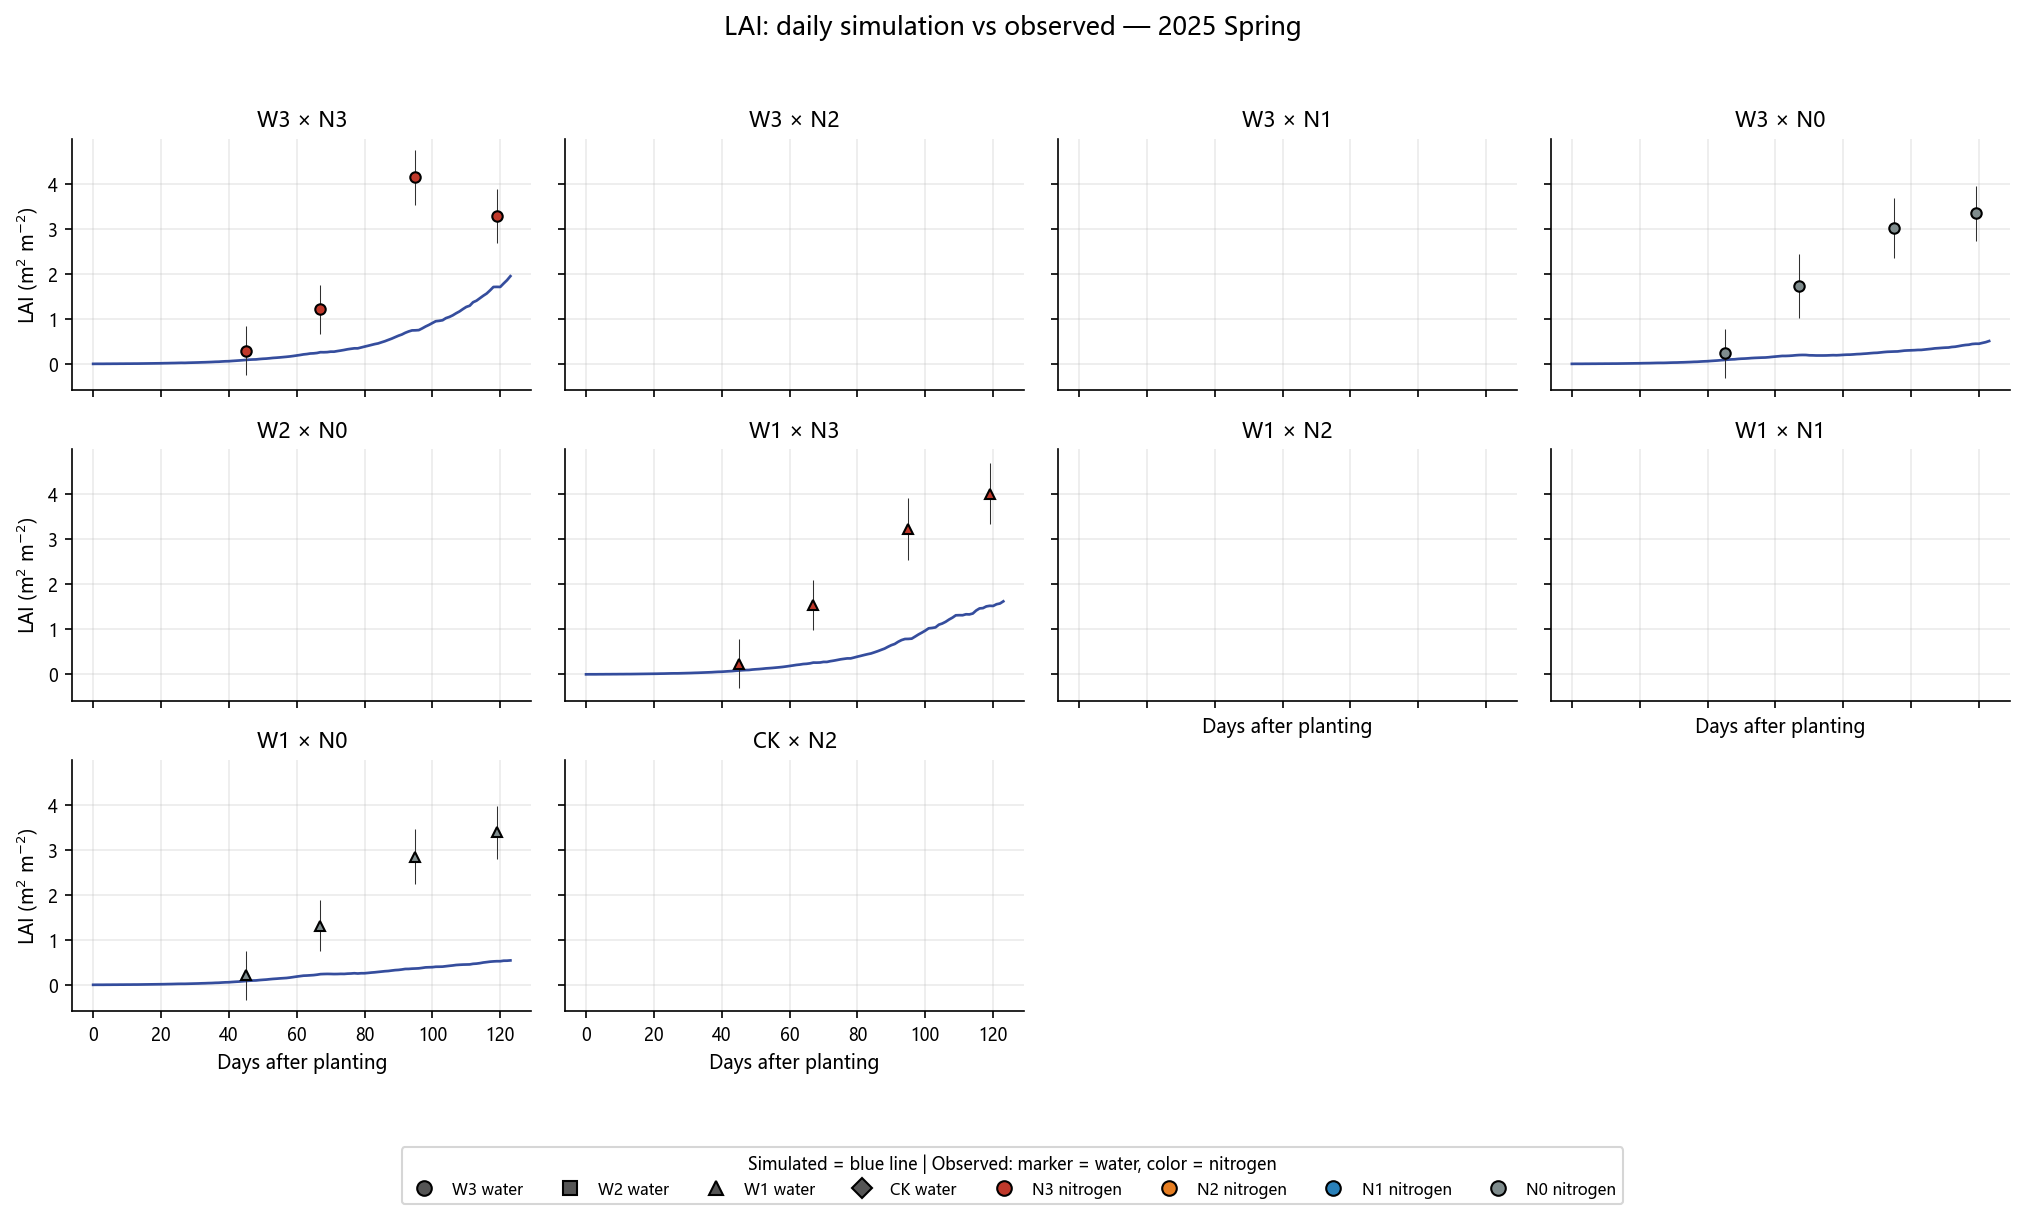 LAI: daily simulation vs observed — 2025 Spring
W3 × N3
W3 × N2
W3 × N1
W3 × N0
LAI (m² m⁻²)
4
3
2
1
0
W2 × N0
W1 × N3
W1 × N2
W1 × N1
LAI (m² m⁻²)
4
3
2
1
0
Days after planting
Days after planting
W1 × N0
CK × N2
LAI (m² m⁻²)
4
3
2
1
0
0 20 40 60 80 100 120
0 20 40 60 80 100 120
Days after planting
Days after planting
Simulated = blue line | Observed: marker = water, color = nitrogen
W3 water W2 water W1 water CK water N3 nitrogen N2 nitrogen N1 nitrogen N0 nitrogen